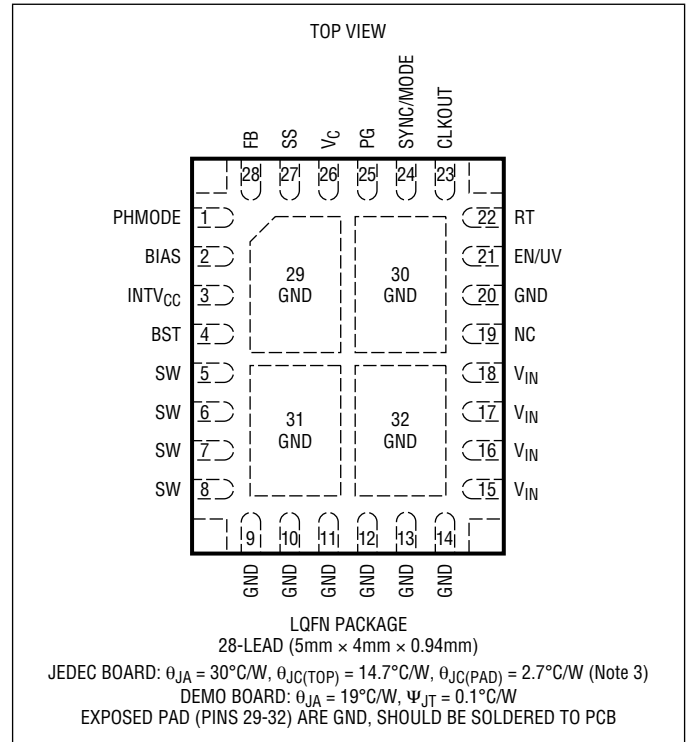 TOP VIEW
FB SS VC PG SYNC/MODE CLKOUT
28 27 26 25 24 23
PHMODE 1
BIAS 2
INTVCC 3
BST 4
SW 5
SW 6
SW 7
SW 8
29
GND
30
GND
31
GND
32
GND
22 RT
21 EN/UV
20 GND
19 NC
18 VIN
17 VIN
16 VIN
15 VIN
9 10 11 12 13 14
GND GND GND GND GND GND
LQFN PACKAGE
28-LEAD (5mm × 4mm × 0.94mm)
JEDEC BOARD: θJA = 30°C/W, θJC(TOP) = 14.7°C/W, θJC(PAD) = 2.7°C/W (Note 3)
DEMO BOARD: θJA = 19°C/W, ΨJT = 0.1°C/W
EXPOSED PAD (PINS 29-32) ARE GND, SHOULD BE SOLDERED TO PCB